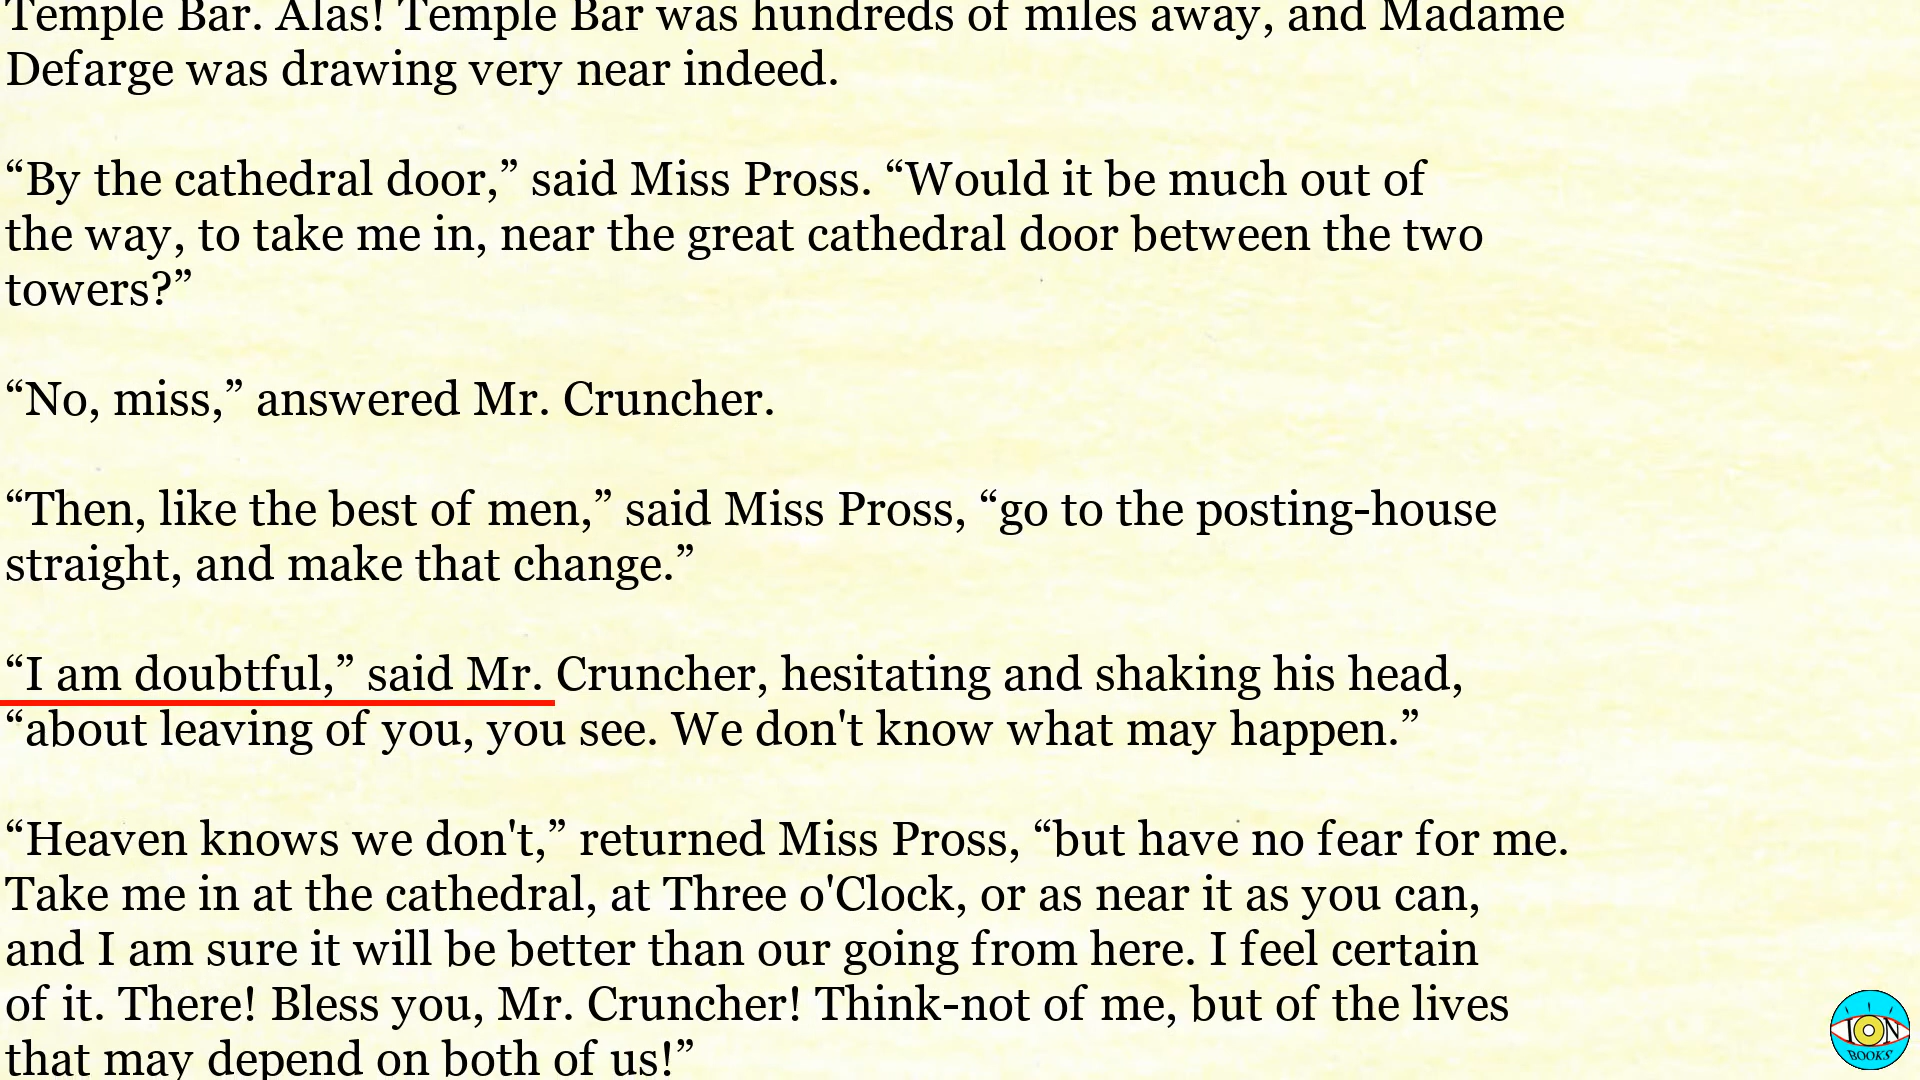 Temple Bar. Alas! Temple Bar was hundreds of miles away, and Madame
Defarge was drawing very near indeed.
“By the cathedral door,” said Miss Pross. “Would it be much out of
the way, to take me in, near the great cathedral door between the two
towers?”
“No, miss,” answered Mr. Cruncher.
“Then, like the best of men,” said Miss Pross, “go to the posting-house
straight, and make that change.”
“I am doubtful,” said Mr. Cruncher, hesitating and shaking his head,
“about leaving of you, you see. We don't know what may happen.”
“Heaven knows we don't,” returned Miss Pross, “but have no fear for me.
Take me in at the cathedral, at Three o'Clock, or as near it as you can,
and I am sure it will be better than our going from here. I feel certain
of it. There! Bless you, Mr. Cruncher! Think-not of me, but of the lives
that may depend on both of us!”
ION
BOOKS